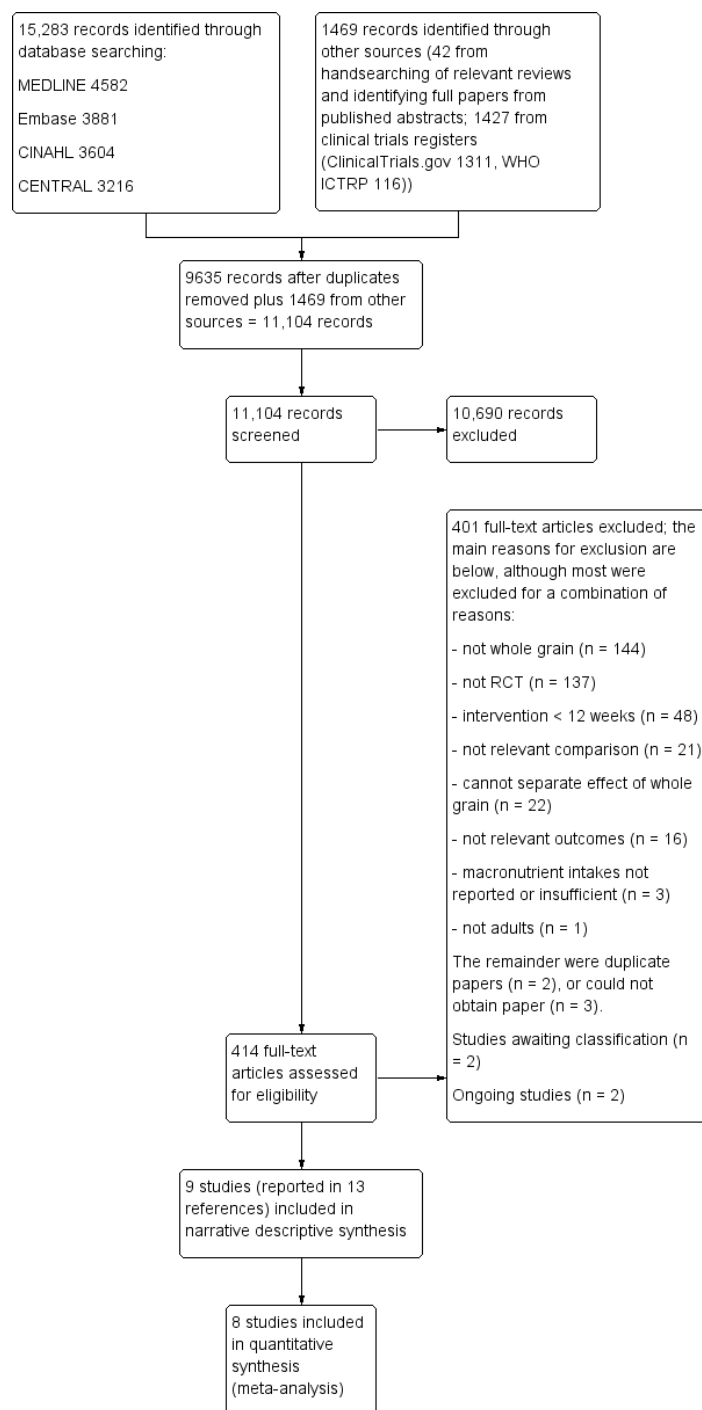 15,283 records identified through
database searching:
MEDLINE 4582
Embase 3881
CINAHL 3604
CENTRAL 3216
1469 records identified through
other sources (42 from
handsearching of relevant reviews
and identifying full papers from
published abstracts; 1427 from
clinical trials registers
(ClinicalTrials.gov 1311, WHO
ICTRP 116))
9635 records after duplicates
removed plus 1469 from other
sources = 11,104 records
11,104 records
screened
10,690 records
excluded
401 full-text articles excluded; the
main reasons for exclusion are
below, although most were
excluded for a combination of
reasons:
- not whole grain (n = 144)
- not RCT (n = 137)
- intervention < 12 weeks (n = 48)
- not relevant comparison (n = 21)
- cannot separate effect of whole
grain (n = 22)
- not relevant outcomes (n = 16)
- macronutrient intakes not
reported or insufficient (n = 3)
- not adults (n = 1)
The remainder were duplicate
papers (n = 2), or could not
obtain paper (n = 3).
Studies awaiting classification (n
= 2)
Ongoing studies (n = 2)
414 full-text
articles assessed
for eligibility
9 studies (reported in 13
references) included in
narrative descriptive synthesis
8 studies included
in quantitative
synthesis
(meta-analysis)